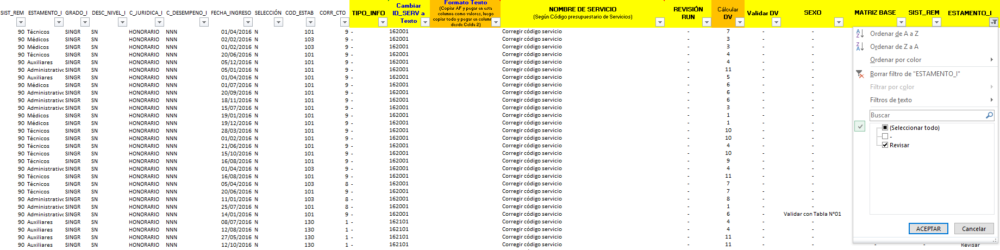 SIST_REM ESTAMENTO_I GRADO_I DESC_NIVEL_I C_JURIDICA_I C_DESEMPENO_I FECHA_INGRESO SELECCIÓN COD_ESTAB CORR_CTO TIPO_INFO Cambiar ID_SERV a Texto Formato Texto (Copiar AF y pegar en esta columna como valores, luego copiar todo y pegar en column desde Celda 2) NOMBRE DE SERVICIO (Según Código presupuestario de Servicios) REVISIÓN RUN Cálcular DV Validar DV SEXO MATRIZ BASE SIST_REM ESTAMENTO_I
90 Técnicos SINGR SN HONORARIO NNN 01/04/2016 N 101 9 - 162001 Corregir código servicio - 7 - -
90 Médicos SINGR SN HONORARIO NNN 02/02/2016 N 103 9 - 162001 Corregir código servicio - 3 - -
90 Médicos SINGR SN HONORARIO NNN 01/02/2016 N 103 9 - 162001 Corregir código servicio - 3 - -
90 Técnicos SINGR SN HONORARIO NNN 20/06/2016 N 101 9 - 162001 Corregir código servicio - 4 - -
90 Auxiliares SINGR SN HONORARIO NNN 05/12/2016 N 101 9 - 162001 Corregir código servicio - 4 - -
90 Administrativo SINGR SN HONORARIO NNN 05/01/2016 N 101 9 - 162001 Corregir código servicio - 11 - -
90 Auxiliares SINGR SN HONORARIO NNN 01/04/2016 N 101 9 - 162001 Corregir código servicio - 5 - -
90 Médicos SINGR SN HONORARIO NNN 01/07/2016 N 101 9 - 162001 Corregir código servicio - 6 - -
90 Administrativo SINGR SN HONORARIO NNN 20/09/2016 N 101 9 - 162001 Corregir código servicio - 6 - -
90 Administrativo SINGR SN HONORARIO NNN 18/11/2016 N 101 9 - 162001 Corregir código servicio - 6 - -
90 Administrativo SINGR SN HONORARIO NNN 15/07/2016 N 101 9 - 162001 Corregir código servicio - 3 - -
90 Médicos SINGR SN HONORARIO NNN 19/01/2016 N 101 9 - 162001 Corregir código servicio - 1 - -
90 Médicos SINGR SN HONORARIO NNN 19/12/2016 N 101 9 - 162001 Corregir código servicio - 1 - -
90 Técnicos SINGR SN HONORARIO NNN 28/03/2016 N 101 9 - 162001 Corregir código servicio - 10 - -
90 Técnicos SINGR SN HONORARIO NNN 01/02/2016 N 101 9 - 162001 Corregir código servicio - 10 - -
90 Técnicos SINGR SN HONORARIO NNN 21/06/2016 N 101 9 - 162001 Corregir código servicio - 4 - -
90 Técnicos SINGR SN HONORARIO NNN 15/10/2016 N 101 9 - 162001 Corregir código servicio - 10 - -
90 Técnicos SINGR SN HONORARIO NNN 16/08/2016 N 101 9 - 162001 Corregir código servicio - 9 - -
90 Administrativo SINGR SN HONORARIO NNN 01/04/2016 N 103 9 - 162001 Corregir código servicio - 4 - -
90 Técnicos SINGR SN HONORARIO NNN 16/08/2016 N 101 9 - 162001 Corregir código servicio - 11 - -
90 Técnicos SINGR SN HONORARIO NNN 05/04/2016 N 103 8 - 162001 Corregir código servicio - 7 - -
90 Técnicos SINGR SN HONORARIO NNN 20/06/2016 N 101 9 - 162001 Corregir código servicio - 7 - -
90 Administrativo SINGR SN HONORARIO NNN 11/01/2016 N 103 8 - 162001 Corregir código servicio - 8 - -
90 Administrativo SINGR SN HONORARIO NNN 25/07/2016 N 101 8 - 162001 Corregir código servicio - 1 - -
90 Administrativo SINGR SN HONORARIO NNN 14/01/2016 N 101 9 - 162001 Corregir código servicio - 6 - Validar con Tabla N°01
90 Auxiliares SINGR SN HONORARIO NNN 08/07/2016 N 130 1 - 162101 Corregir código servicio - 4 - -
90 Auxiliares SINGR SN HONORARIO NNN 12/08/2016 N 130 1 - 162101 Corregir código servicio - 4 - -
90 Auxiliares SINGR SN HONORARIO NNN 27/05/2016 N 130 1 - 162101 Corregir código servicio - 11 - -
90 Auxiliares SINGR SN HONORARIO NNN 12/10/2016 N 130 1 - 162101 Corregir código servicio - 11 - - - - Revisar
Ordenar de A a Z
Ordenar de Z a A
Ordenar por color
Borrar filtro de "ESTAMENTO_I"
Filtrar por color
Filtros de texto
Buscar
(Seleccionar todo)
-
Revisar
ACEPTAR Cancelar